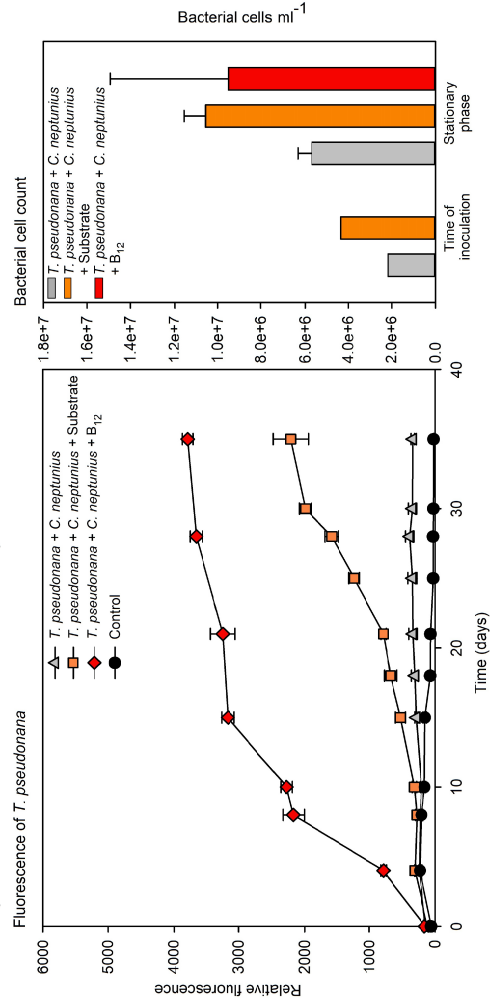 Fluorescence of T. pseudonana
T. pseudonana + C. neptunius
T. pseudonana + C. neptunius + Substrate
T. pseudonana + C. neptunius + B12
Control
Relative fluorescence
6000
5000
4000
3000
2000
1000
0
0
10
20
30
40
Time (days)
Bacterial cell count
T. pseudonana + C. neptunius
T. pseudonana + C. neptunius
+ Substrate
T. pseudonana + C. neptunius
+ B12
1.8e+7
1.6e+7
1.4e+7
1.2e+7
1.0e+7
8.0e+6
6.0e+6
4.0e+6
2.0e+6
0.0
Time of
inoculation
Stationary
phase
Bacterial cells ml-1